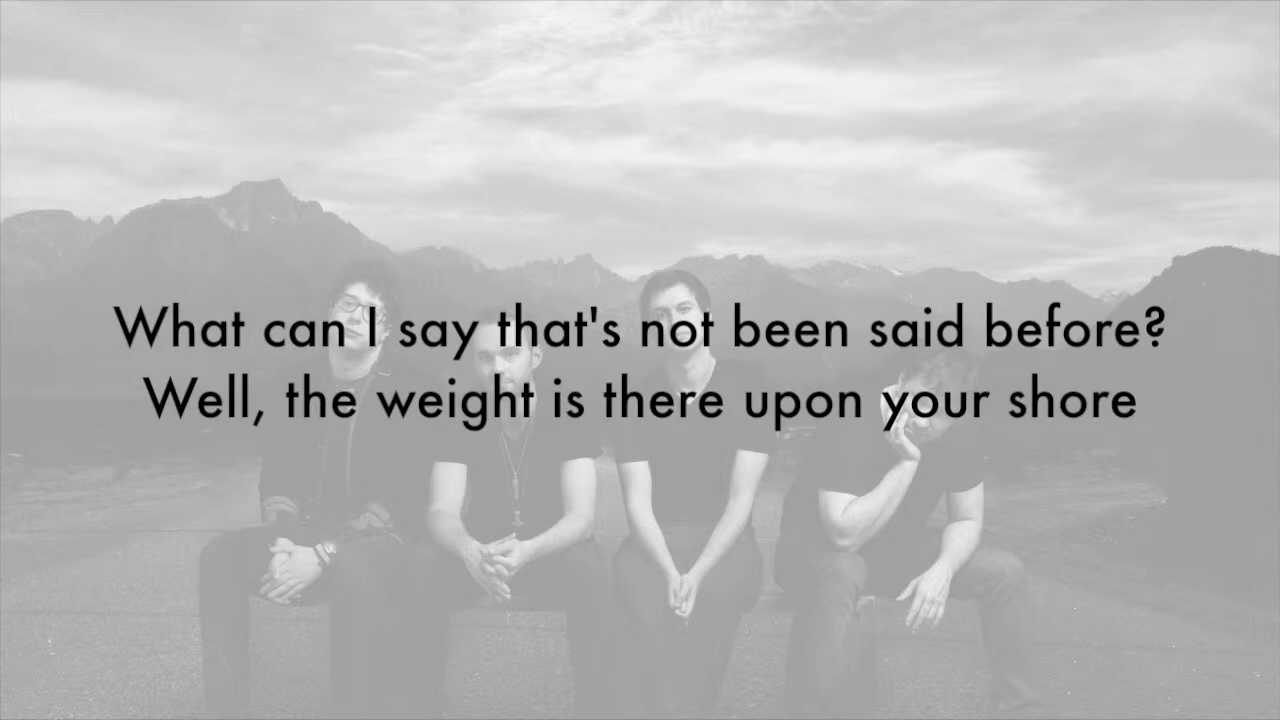 What can I say that's not been said before?
Well, the weight is there upon your shore